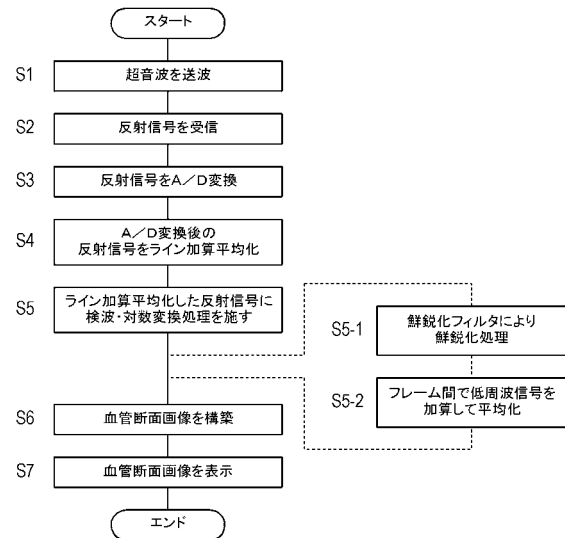 スタート
S1
超音波を送波
S2
反射信号を受信
S3
反射信号をA/D変換
S4
A/D変換後の
反射信号をライン加算平均化
S5
ライン加算平均化した反射信号に
検波・対数変換処理を施す
S5-1
鮮鋭化フィルタにより
鮮鋭化処理
S5-2
フレーム間で低周波信号を
加算して平均化
S6
血管断面画像を構築
S7
血管断面画像を表示
エンド